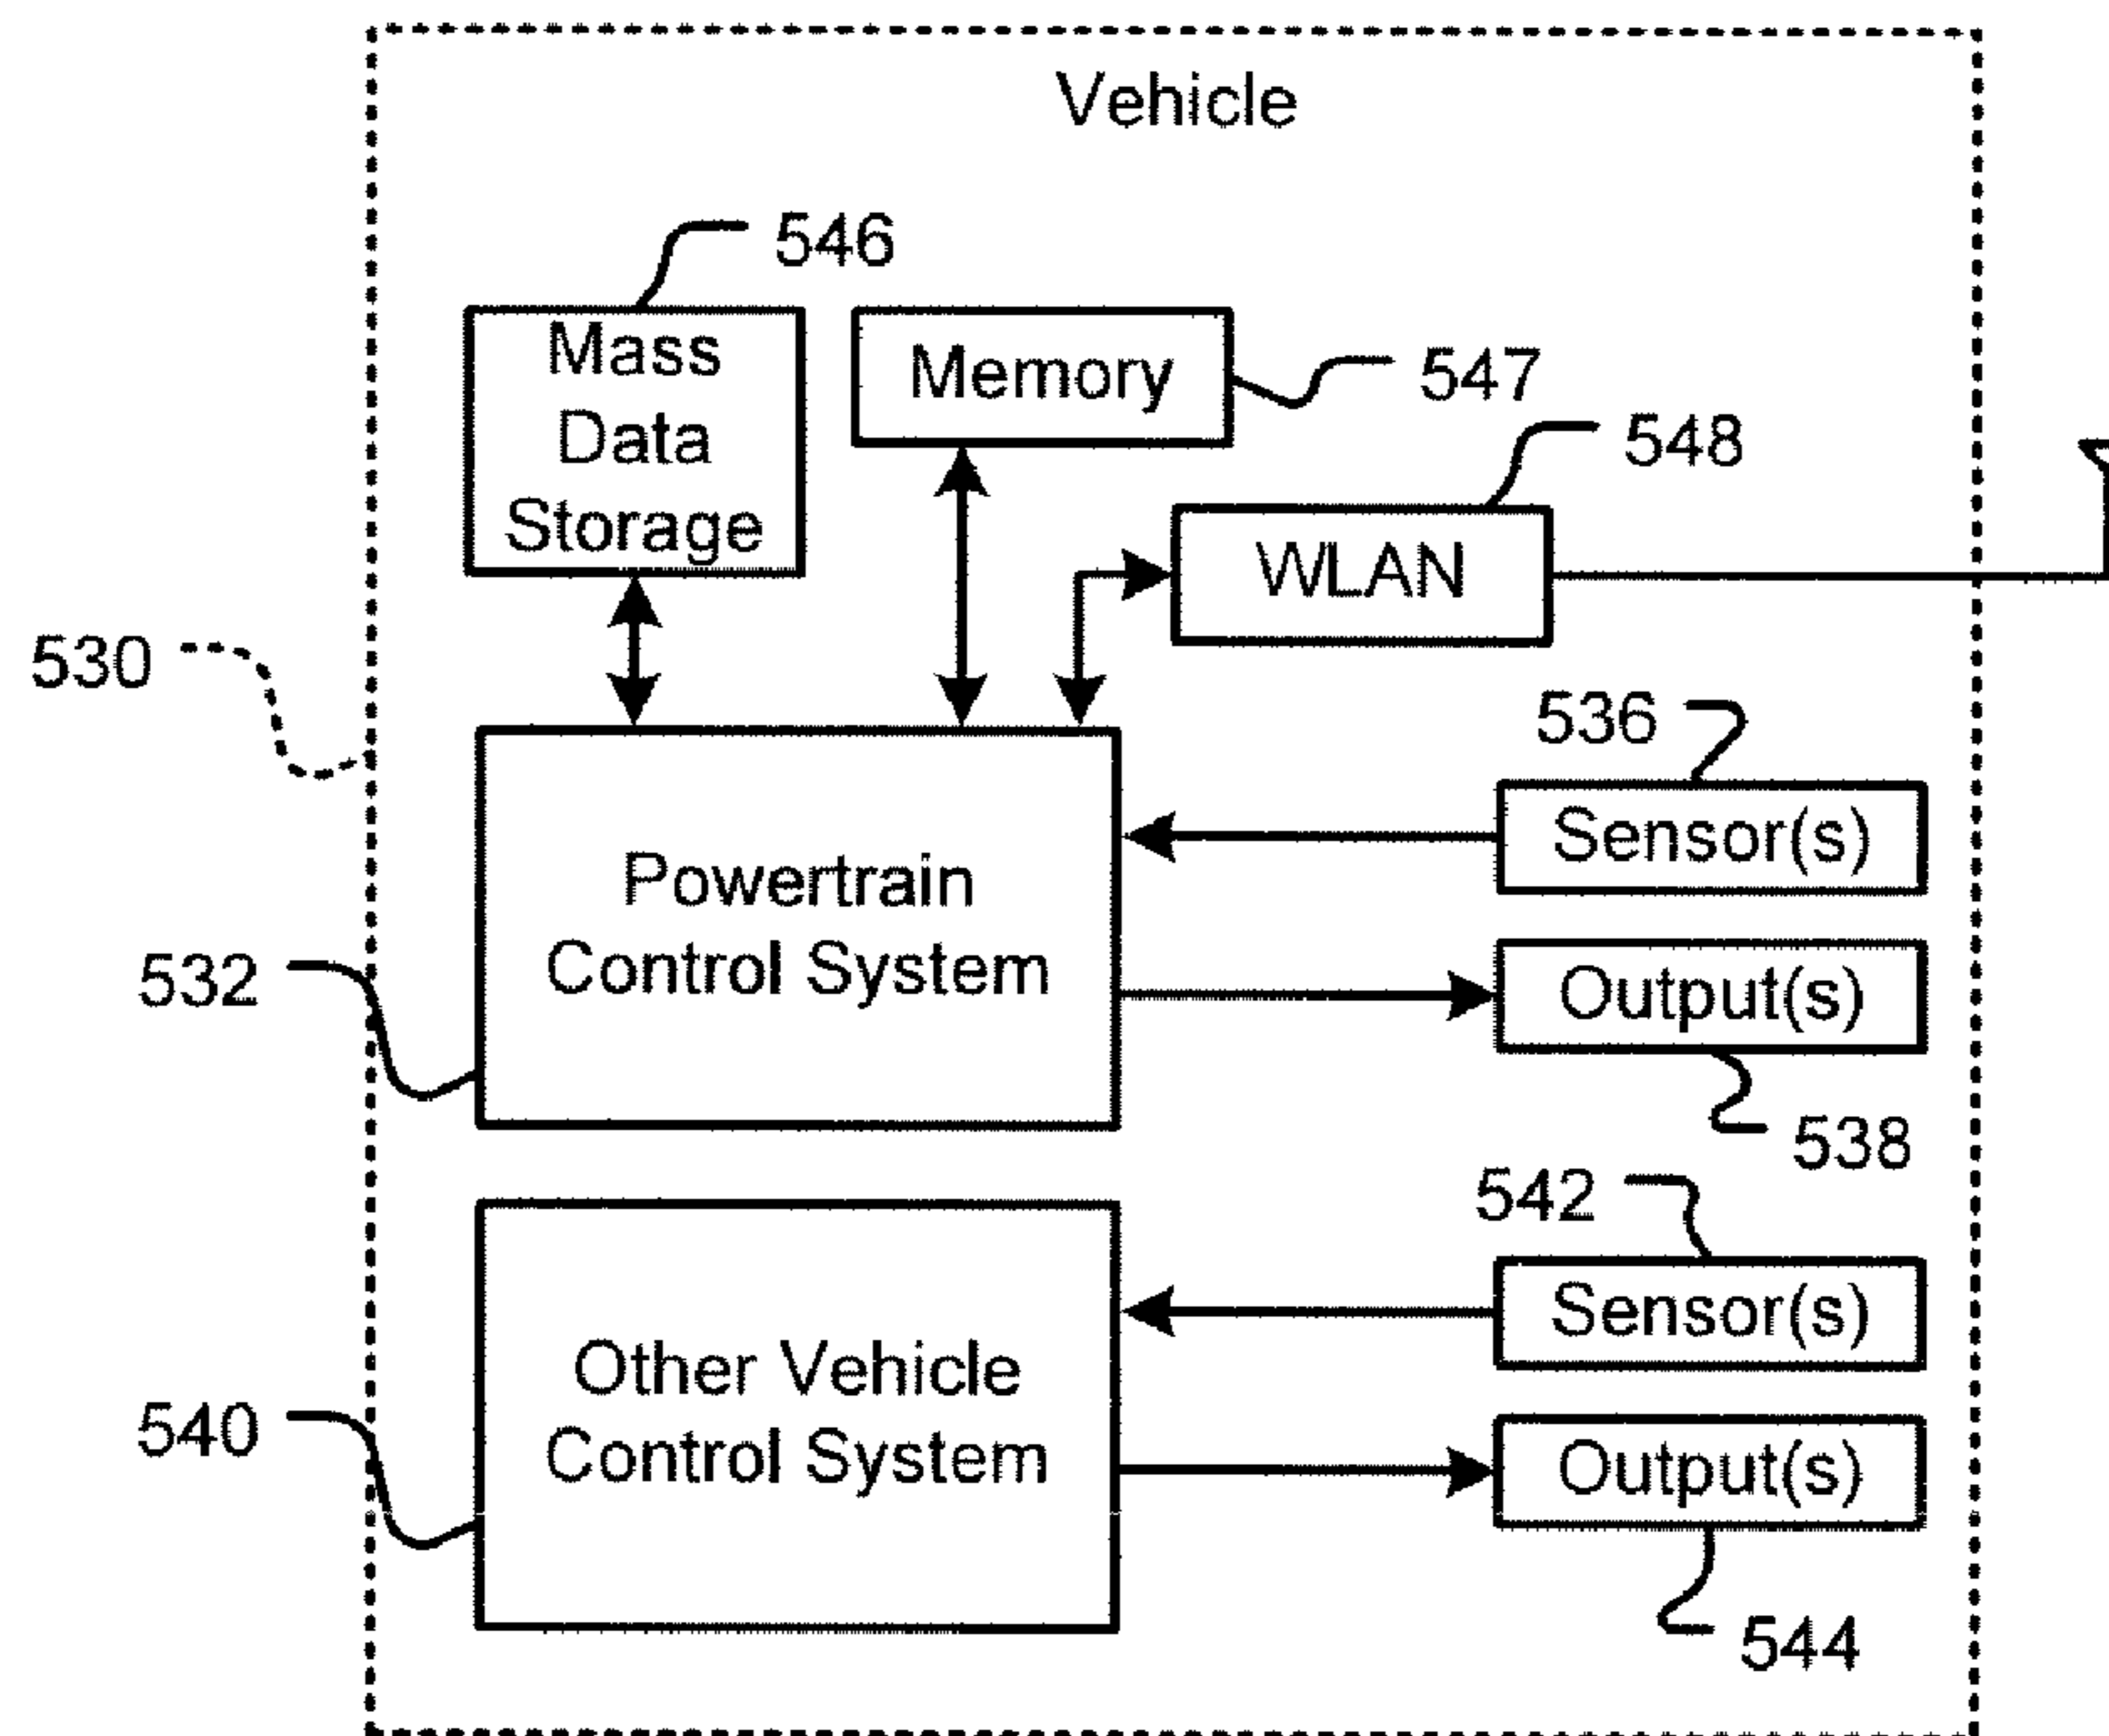 Vehicle
546
Mass
Data
Storage
Memory
547
548
WLAN
530
536
Sensor(s)
Powertrain
Control System
Output(s)
532
538
542
Sensor(s)
Other Vehicle
Control System
540
Output(s)
544